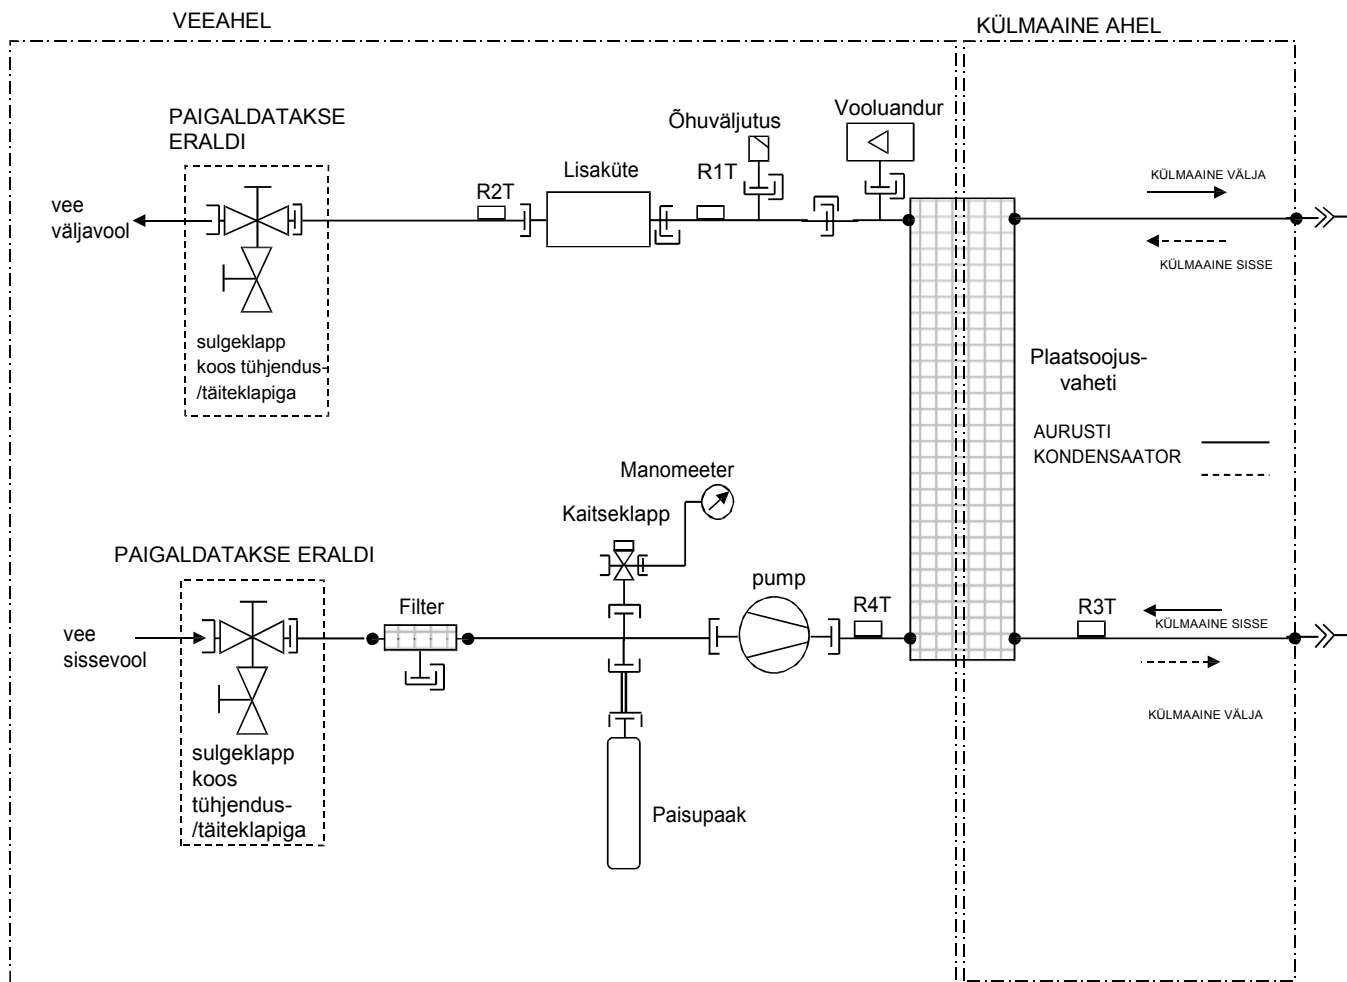 VEEAHEL
KÜLMAAINE AHEL
PAIGALDATAKSE
ERALDI
Õhuväljutus
Vooluandur
Lisaküte
R1T
R2T
KÜLMAAINE VÄLJA
vee
väljavool
KÜLMAAINE SISSE
sulgeklapp
koos tühjendus-
/täiteklapiga
Plaatsoojus-
vaheti
AURUSTI
KONDENSAATOR
Manomeeter
Kaitseklapp
PAIGALDATAKSE ERALDI
pump
Filter
R4T
R3T
KÜLMAAINE SISSE
vee
sissevool
KÜLMAAINE VÄLJA
sulgeklapp
koos
tühjendus-
/täiteklapiga
Paisupaak